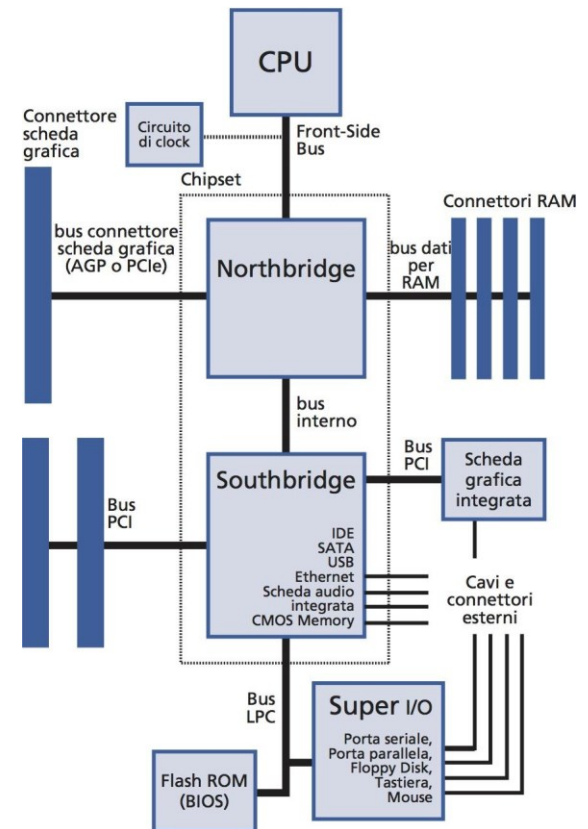 CPU
Connettore
scheda
grafica
Circuito
di clock
Front-Side
Bus
Chipset
Connettori RAM
bus connettore
scheda grafica
(AGP o PCIe)
Northbridge
bus dati
per
RAM
bus
interno
Bus
PCI
Southbridge
IDE
SATA
USB
Ethernet
Scheda audio
integrata
CMOS Memory
Bus
PCI
Scheda
grafica
integrata
Cavi e
connettori
esterni
Bus
LPC
Super I/O
Porta seriale,
Porta parallela,
Floppy Disk,
Tastiera,
Mouse
Flash ROM
(BIOS)